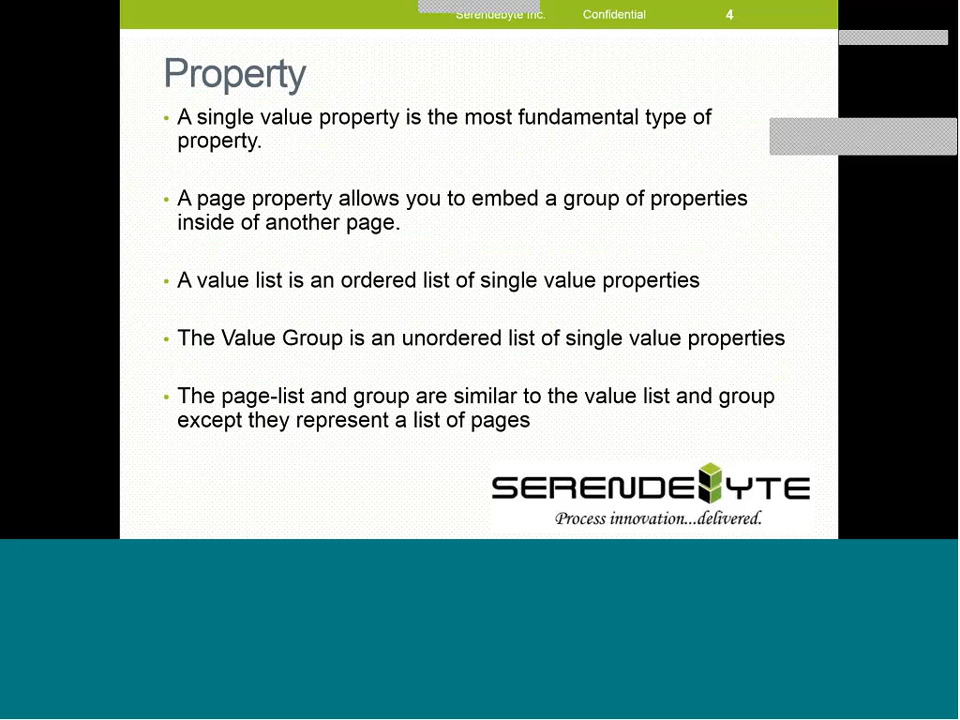 Serendebyte Inc. Confidential 4
Property
• A single value property is the most fundamental type of
property.
• A page property allows you to embed a group of properties
inside of another page.
• A value list is an ordered list of single value properties
• The Value Group is an unordered list of single value properties
• The page-list and group are similar to the value list and group
except they represent a list of pages
SERENDEBYTE
Process innovation...delivered.